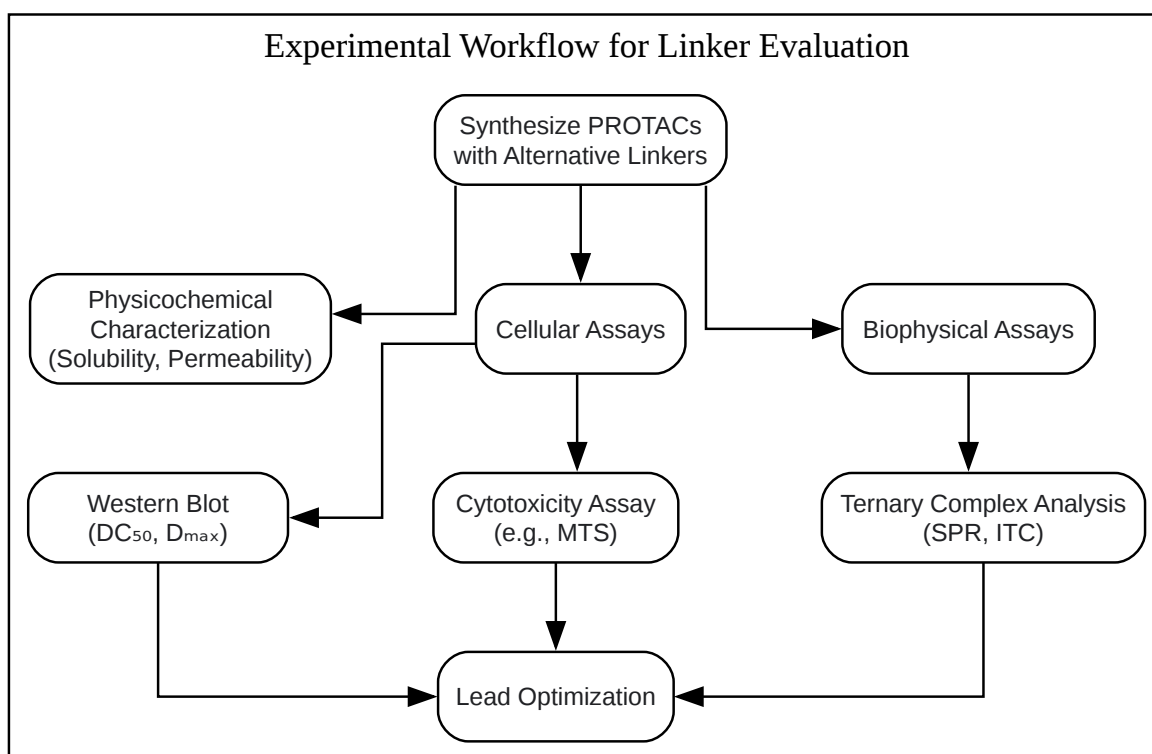 Experimental Workflow for Linker Evaluation
Synthesize PROTACs
with Alternative Linkers
Physicochemical
Characterization
(Solubility, Permeability)
Cellular Assays
Biophysical Assays
Western Blot
(DC₅₀, Dₘₐₓ)
Cytotoxicity Assay
(e.g., MTS)
Ternary Complex Analysis
(SPR, ITC)
Lead Optimization